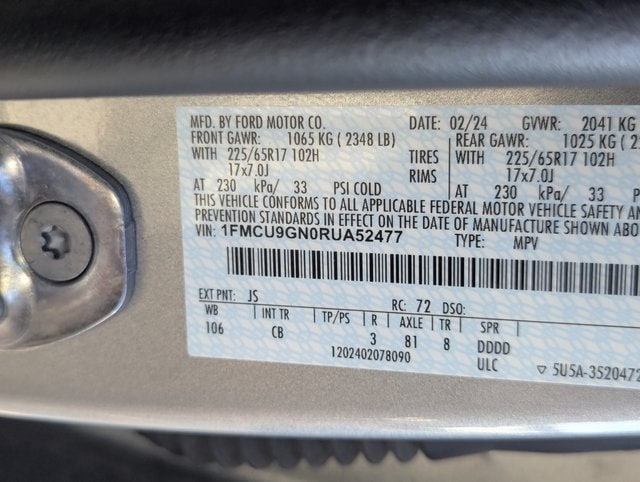 MFD. BY FORD MOTOR CO. DATE: 02/24 GVWR: 2041 KG
FRONT GAWR: 1065 KG ( 2348 LB) REAR GAWR: 1025 KG (
WITH 225/65R17 102H TIRES WITH 225/65R17 102H
17x7.0J RIMS 17x7.0J
AT 230 kPa/ 33 PSI COLD AT 230 kPa/ 33
THIS VEHICLE CONFORMS TO ALL APPLICABLE FEDERAL MOTOR VEHICLE SAFETY AND
PREVENTION STANDARDS IN EFFECT ON THE DATE OF MANUFACTURE SHOWN ABO
VIN: 1FMCU9GN0RUA52477 TYPE: MPV
EXT PNT: JS RC: 72 DSO:
WB INT TR TP/PS R AXLE TR SPR
106 CB 3 81 8 DDDD
1202402078090 ULC ▽ 5U5A-3520472